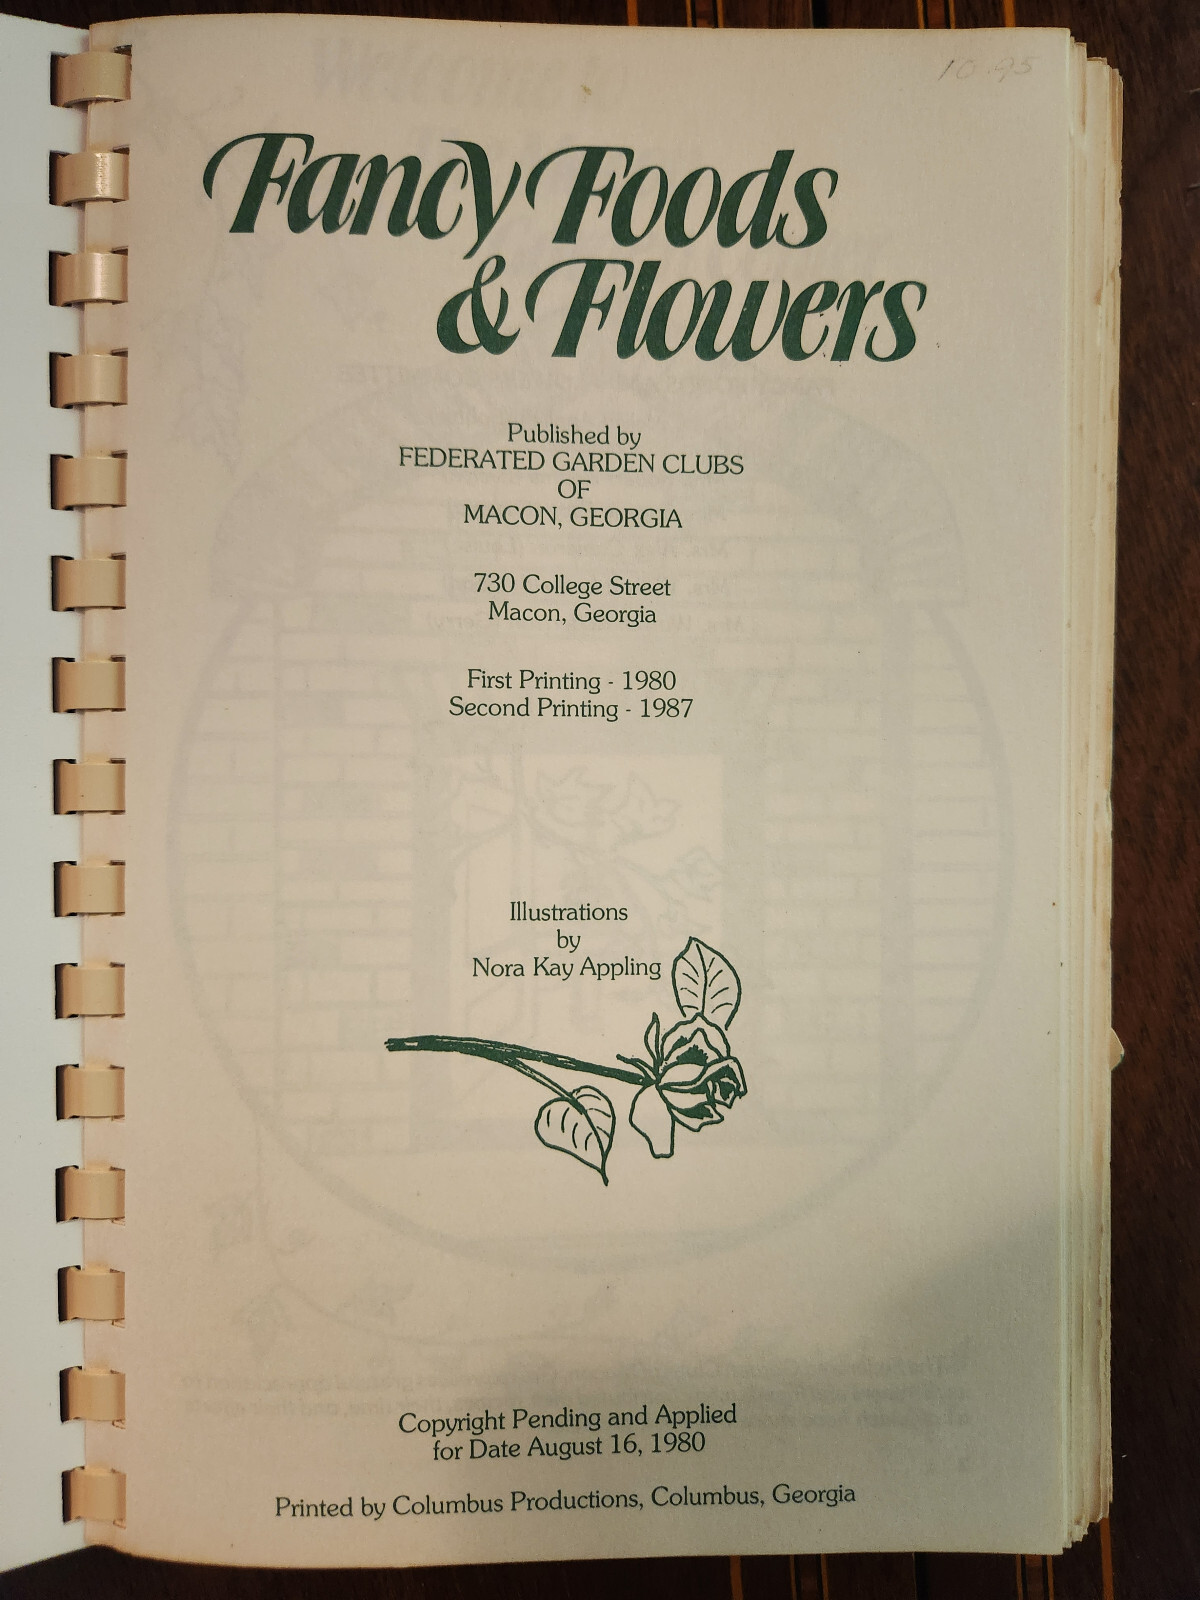 10.95
Fancy Foods
& Flowers
Published by
FEDERATED GARDEN CLUBS
OF
MACON, GEORGIA
730 College Street
Macon, Georgia
First Printing - 1980
Second Printing - 1987
Illustrations
by
Nora Kay Appling
Copyright Pending and Applied
for Date August 16, 1980
Printed by Columbus Productions, Columbus, Georgia